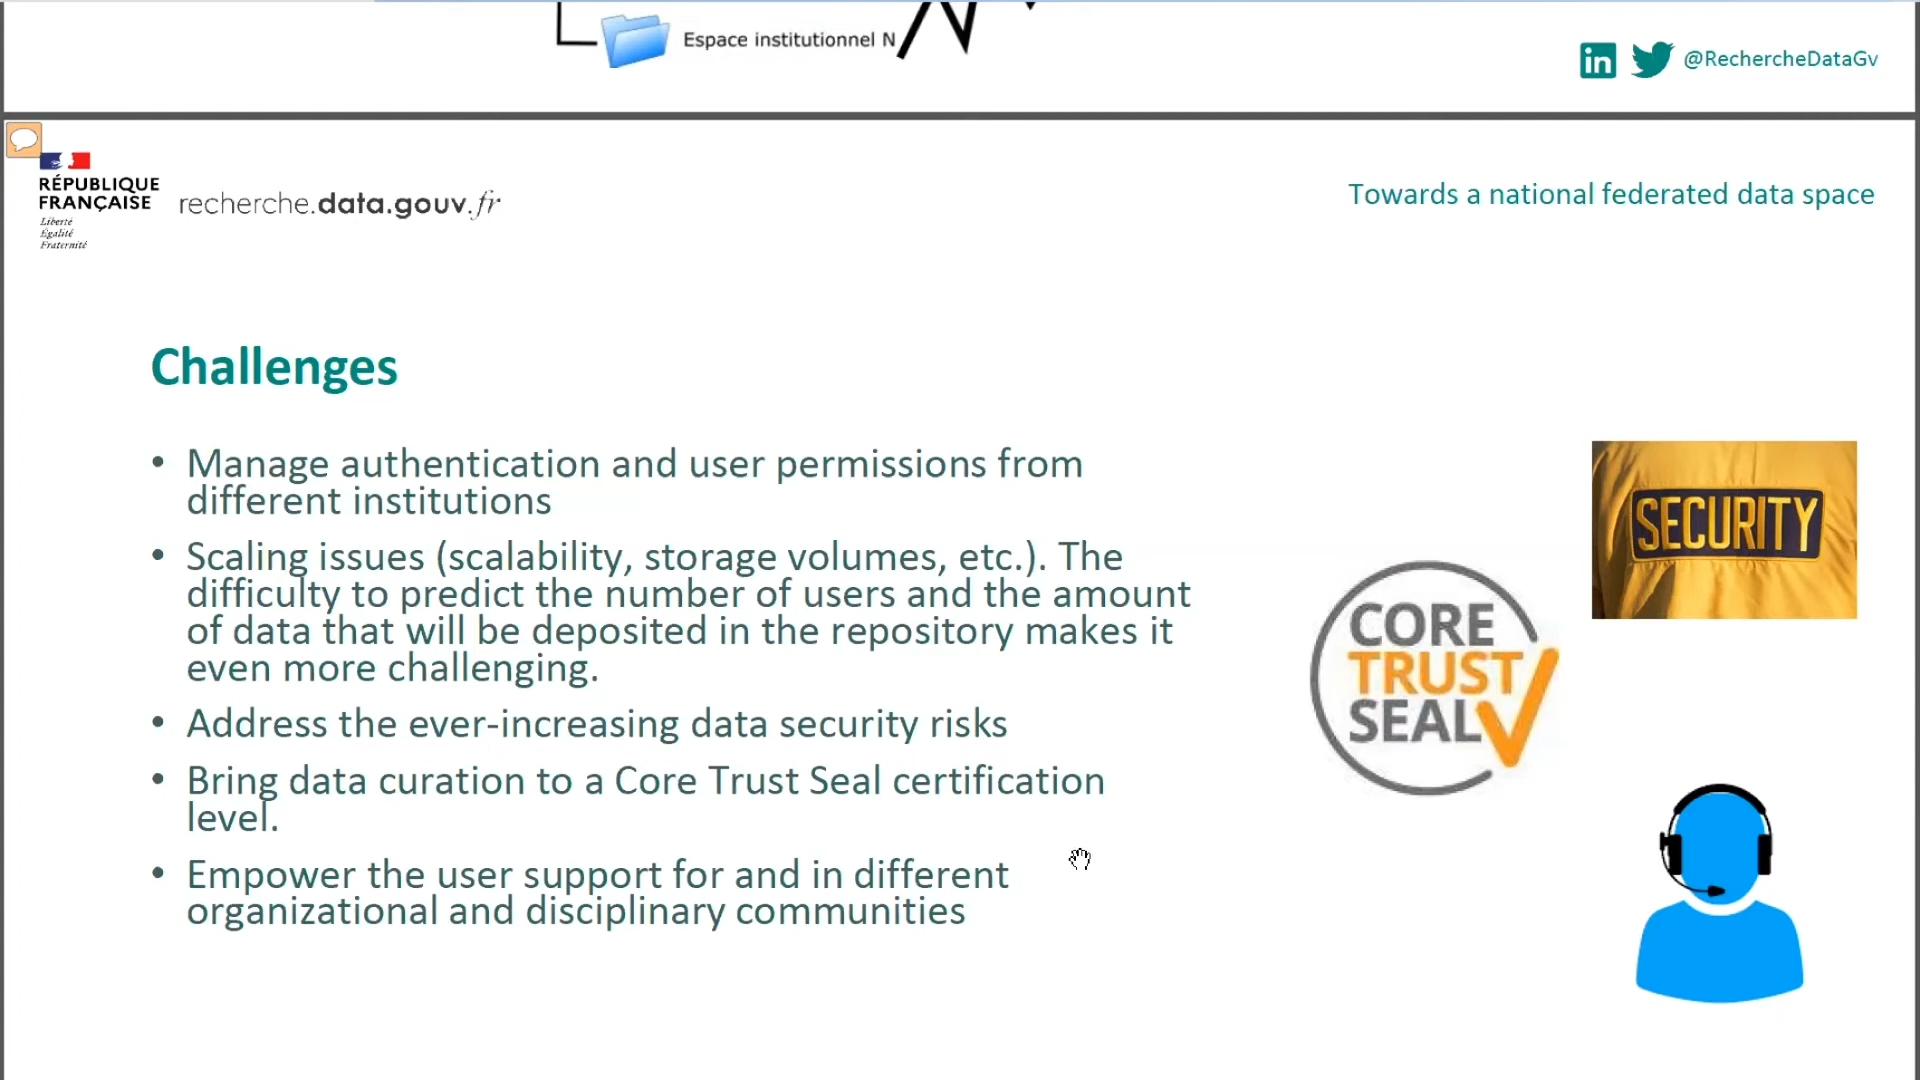 Espace institutionnel N
in
@RechercheDataGv
RÉPUBLIQUE
FRANÇAISE
Liberté
Égalité
Fraternité
recherche.data.gouv.fr
Towards a national federated data space
Challenges
• Manage authentication and user permissions from
different institutions
• Scaling issues (scalability, storage volumes, etc.). The
difficulty to predict the number of users and the amount
of data that will be deposited in the repository makes it
even more challenging.
• Address the ever-increasing data security risks
• Bring data curation to a Core Trust Seal certification
level.
• Empower the user support for and in different
organizational and disciplinary communities
SECURITY
CORE
TRUST
SEAL